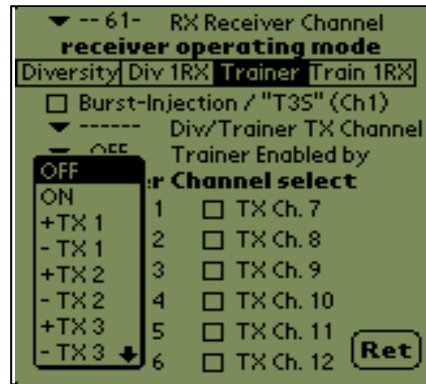 -- 61- RX Receiver Channel
receiver operating mode
Diversity Div 1RX Trainer Train 1RX
Burst-Injection / "T3S" (Ch1)
------ Div/Trainer TX Channel
OFF Trainer Enabled by
r Channel select
OFF
ON
+TX 1
- TX 1
+TX 2
- TX 2
+TX 3
- TX 3
1 TX Ch. 7
2 TX Ch. 8
3 TX Ch. 9
4 TX Ch. 10
5 TX Ch. 11
6 TX Ch. 12
Ret